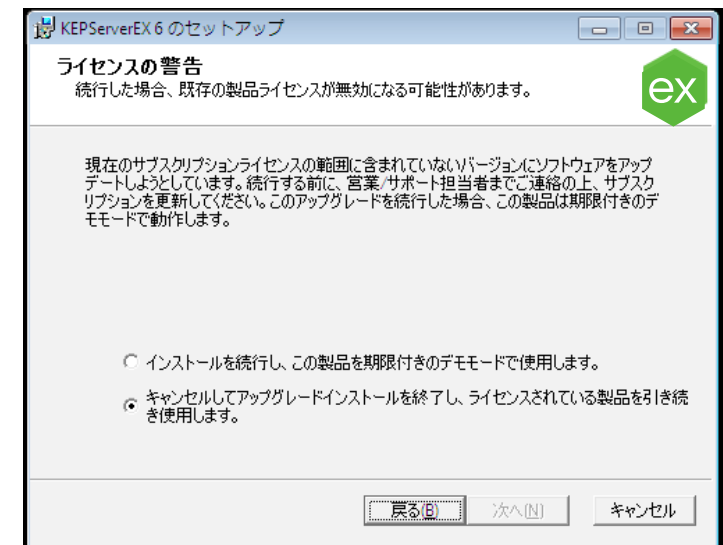 KEPServerEX 6 のセットアップ
ライセンスの警告
続行した場合、既存の製品ライセンスが無効になる可能性があります。
ex
現在のサブスクリプションライセンスの範囲に含まれていないバージョンにソフトウェアをアップ
デートしようとしています。続行する前に、営業/サポート担当者までご連絡の上、サブスク
リプションを更新してください。このアップグレードを続行した場合、この製品は期限付きのデ
モモードで動作します。
インストールを続行し、この製品を期限付きのデモモードで使用します。
キャンセルしてアップグレードインストールを終了し、ライセンスされている製品を引き続
き使用します。
戻る(B) 次へ(N) キャンセル